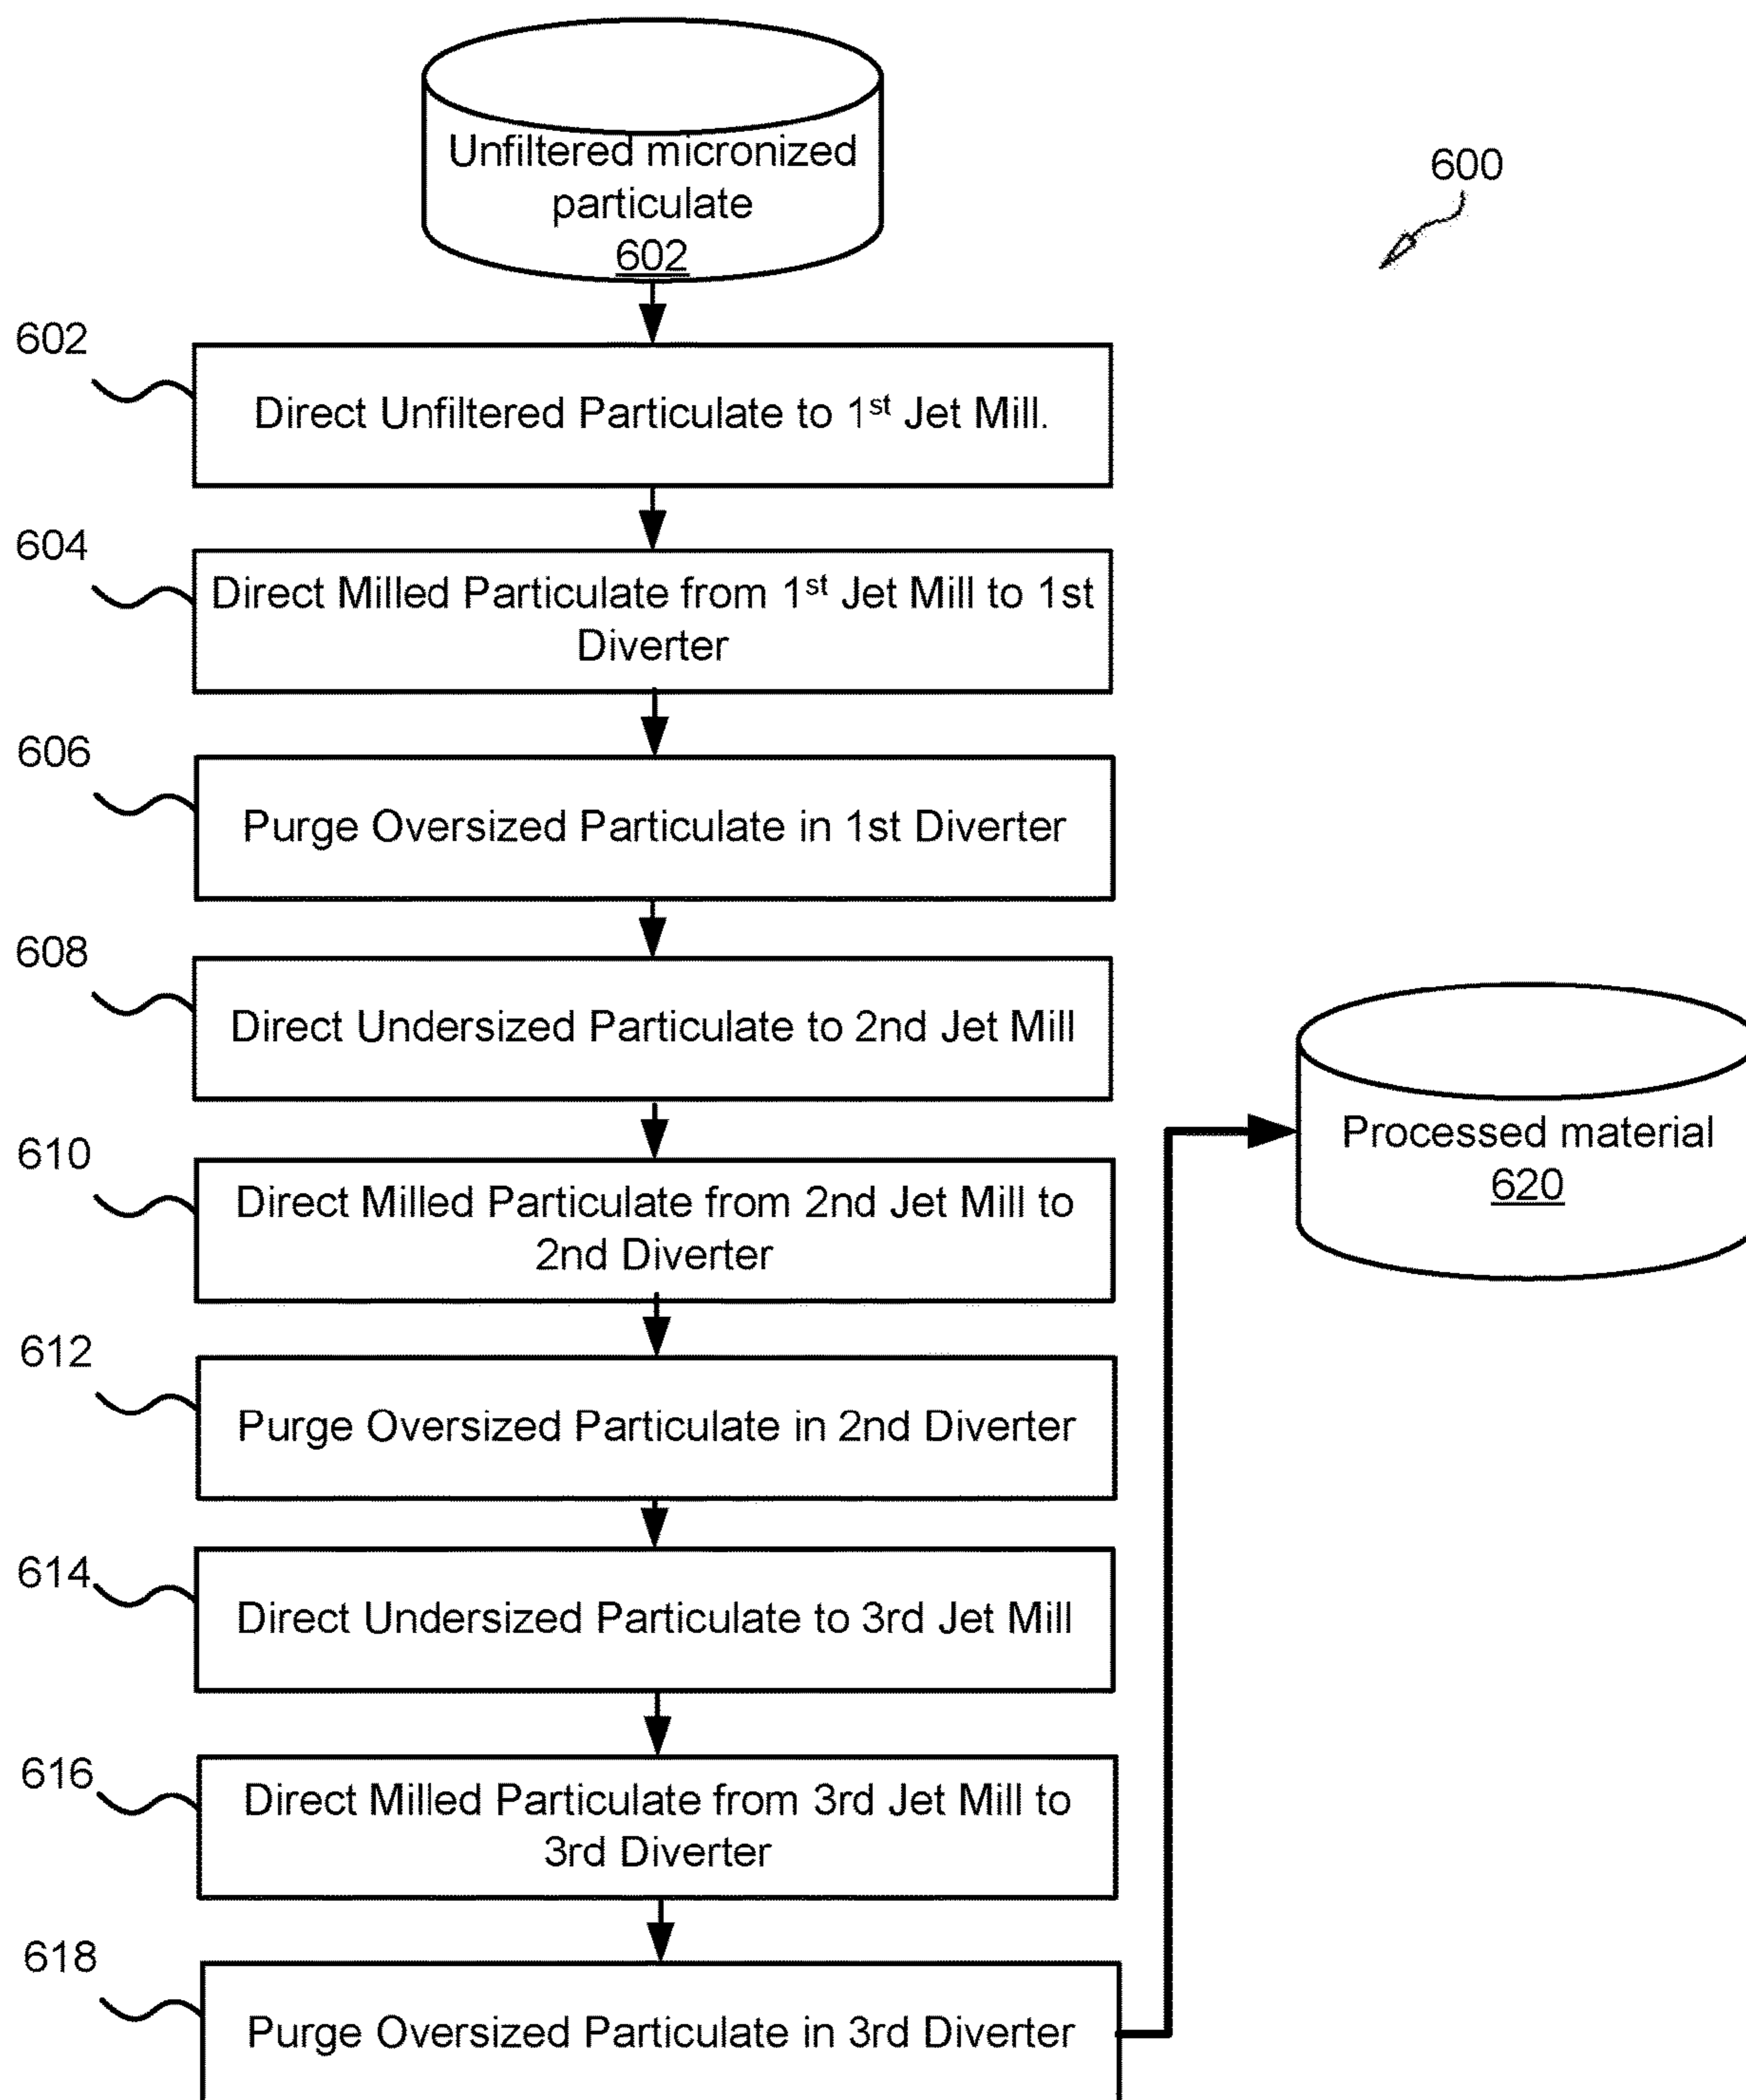 Unfiltered micronized
particulate
602
600
602
Direct Unfiltered Particulate to 1st Jet Mill.
604
Direct Milled Particulate from 1st Jet Mill to 1st
Diverter
606
Purge Oversized Particulate in 1st Diverter
608
Direct Undersized Particulate to 2nd Jet Mill
610
Direct Milled Particulate from 2nd Jet Mill to
2nd Diverter
Processed material
620
612
Purge Oversized Particulate in 2nd Diverter
614
Direct Undersized Particulate to 3rd Jet Mill
616
Direct Milled Particulate from 3rd Jet Mill to
3rd Diverter
618
Purge Oversized Particulate in 3rd Diverter